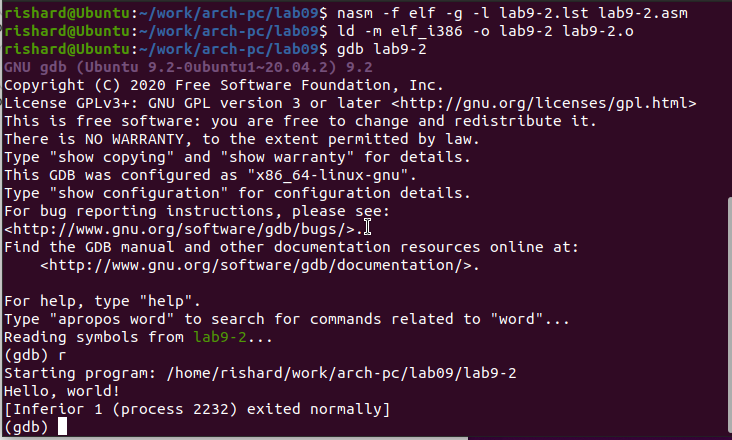 rishard@Ubuntu:~/work/arch-pc/lab09$ nasm -f elf -g -l lab9-2.lst lab9-2.asm
rishard@Ubuntu:~/work/arch-pc/lab09$ ld -m elf_i386 -o lab9-2 lab9-2.o
rishard@Ubuntu:~/work/arch-pc/lab09$ gdb lab9-2
GNU gdb (Ubuntu 9.2-0ubuntu1~20.04.2) 9.2
Copyright (C) 2020 Free Software Foundation, Inc.
License GPLv3+: GNU GPL version 3 or later <http://gnu.org/licenses/gpl.html>
This is free software: you are free to change and redistribute it.
There is NO WARRANTY, to the extent permitted by law.
Type "show copying" and "show warranty" for details.
This GDB was configured as "x86_64-linux-gnu".
Type "show configuration" for configuration details.
For bug reporting instructions, please see:
<http://www.gnu.org/software/gdb/bugs/>.
Find the GDB manual and other documentation resources online at:
    <http://www.gnu.org/software/gdb/documentation/>.

For help, type "help".
Type "apropos word" to search for commands related to "word"...
Reading symbols from lab9-2...
(gdb) r
Starting program: /home/rishard/work/arch-pc/lab09/lab9-2
Hello, world!
[Inferior 1 (process 2232) exited normally]
(gdb)